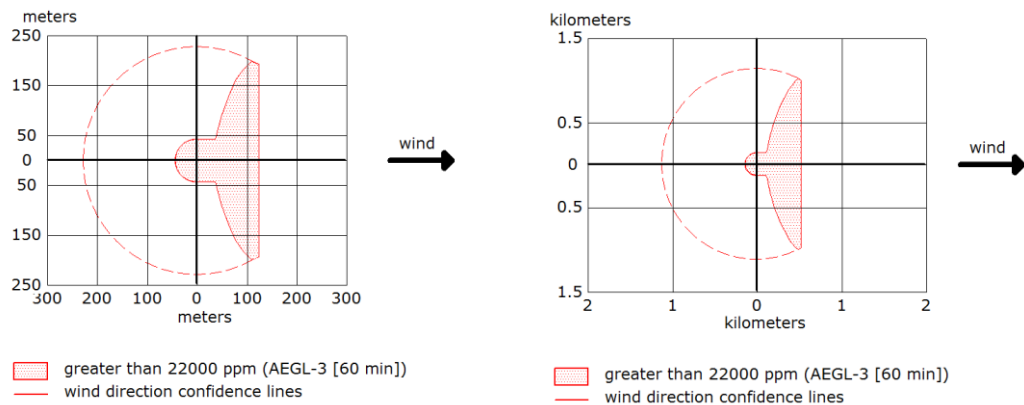 meters
250
150
50
0
50
150
250
300 200 100 0 100 200 300
meters
wind
greater than 22000 ppm (AEGL-3 [60 min])
wind direction confidence lines
kilometers
1.5
0.5
0
0.5
1.5
2 1 0 1 2
kilometers
wind
greater than 22000 ppm (AEGL-3 [60 min])
wind direction confidence lines